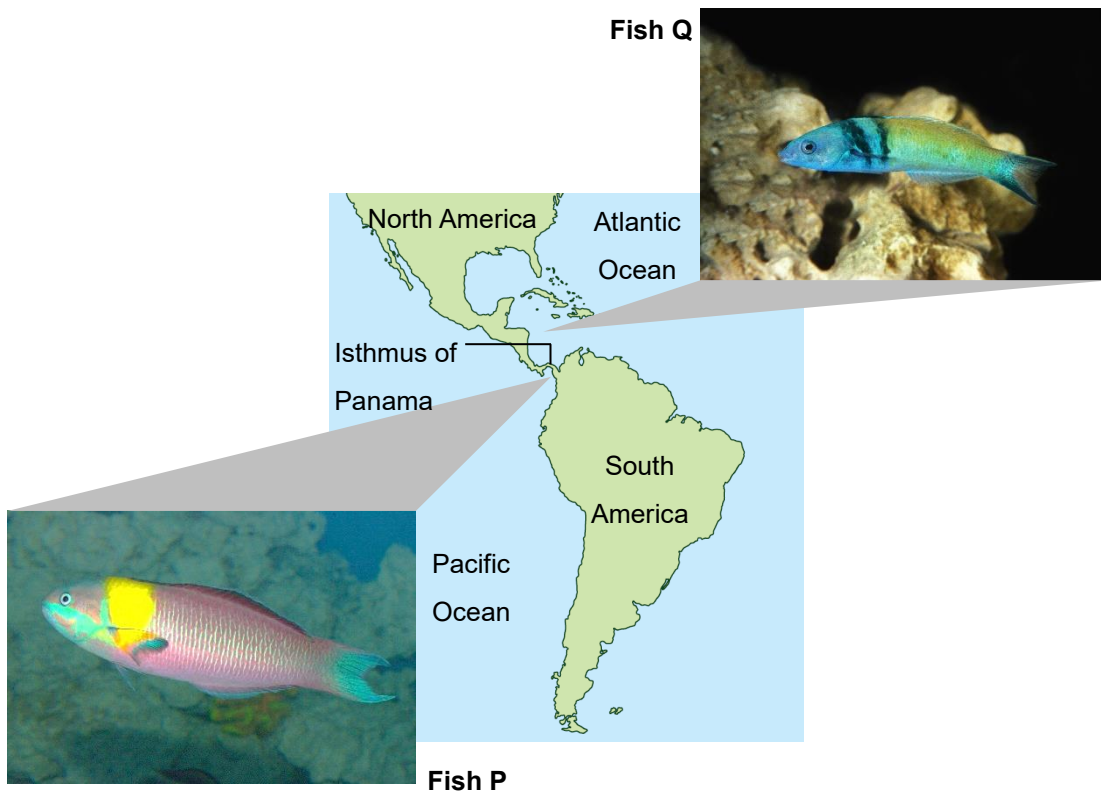 Fish Q
North America
Atlantic
Ocean
Isthmus of
Panama
South
America
Pacific
Ocean
Fish P